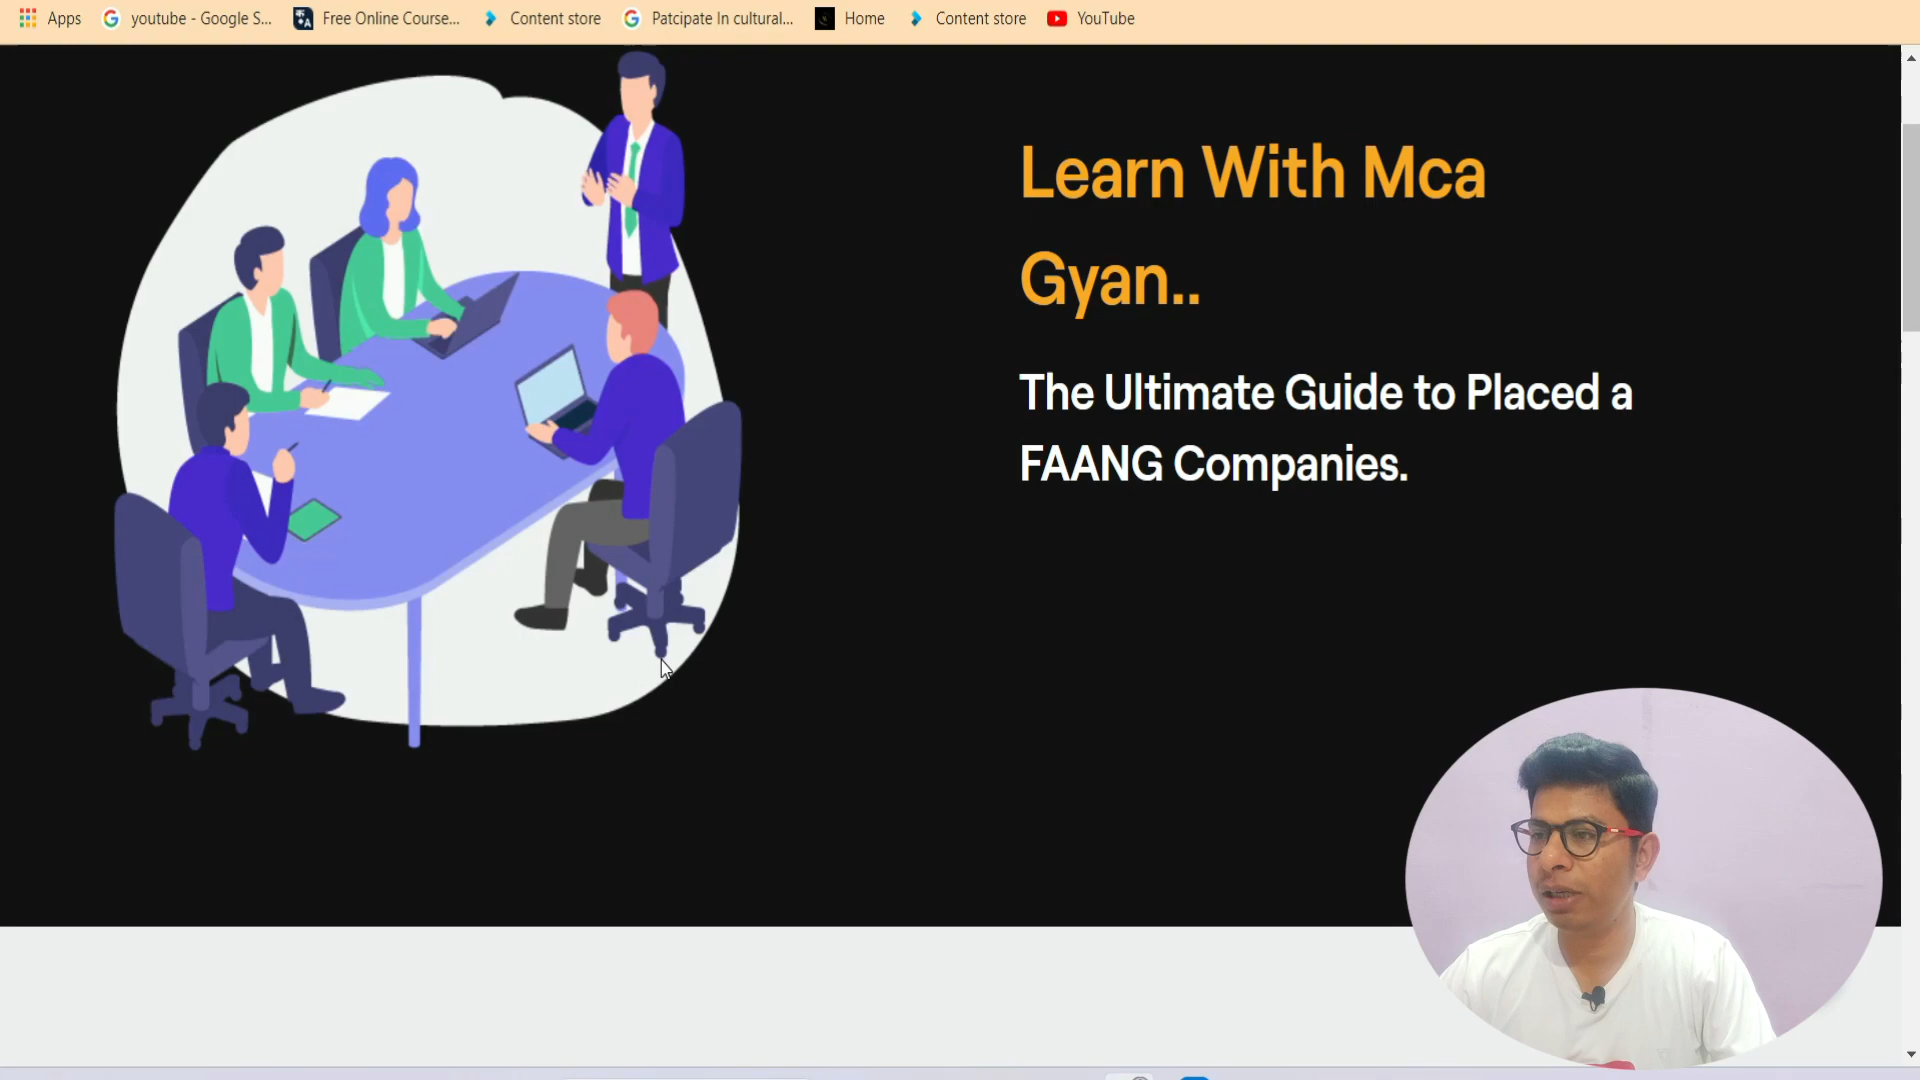 Apps youtube - Google S... Free Online Course... Content store Patcipate In cultural... Home Content store YouTube
Learn With Mca
Gyan..
The Ultimate Guide to Placed a
FAANG Companies.